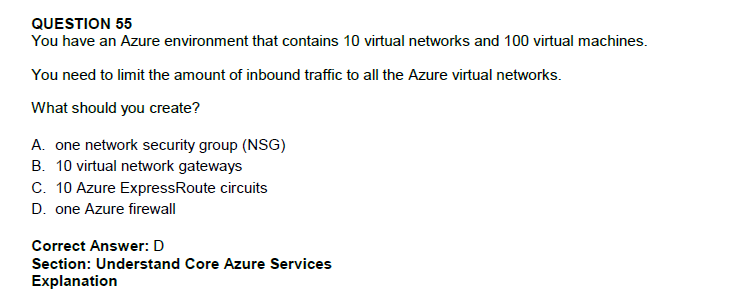 QUESTION 55
You have an Azure environment that contains 10 virtual networks and 100 virtual machines.
You need to limit the amount of inbound traffic to all the Azure virtual networks.
What should you create?
A. one network security group (NSG)
B. 10 virtual network gateways
C. 10 Azure ExpressRoute circuits
D. one Azure firewall
Correct Answer: D
Section: Understand Core Azure Services
Explanation